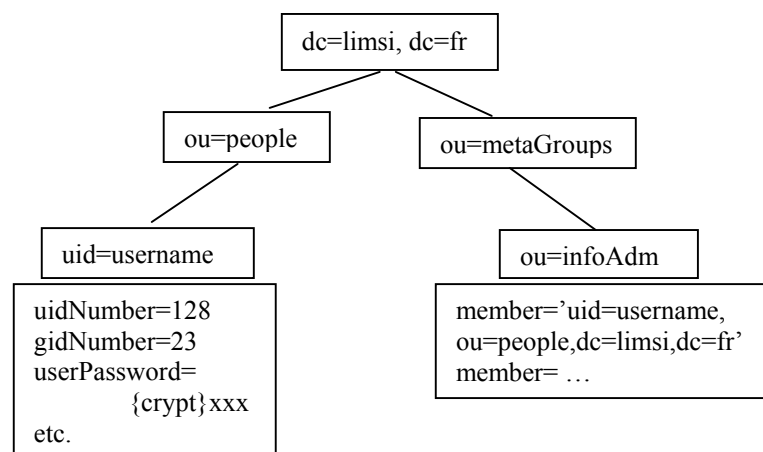 dc=limsi, dc=fr
ou=people
ou=metaGroups
uid=username
ou=infoAdm
uidNumber=128
gidNumber=23
userPassword=
{crypt}xxx
etc.
member=’uid=username,
ou=people,dc=limsi,dc=fr’
member= …